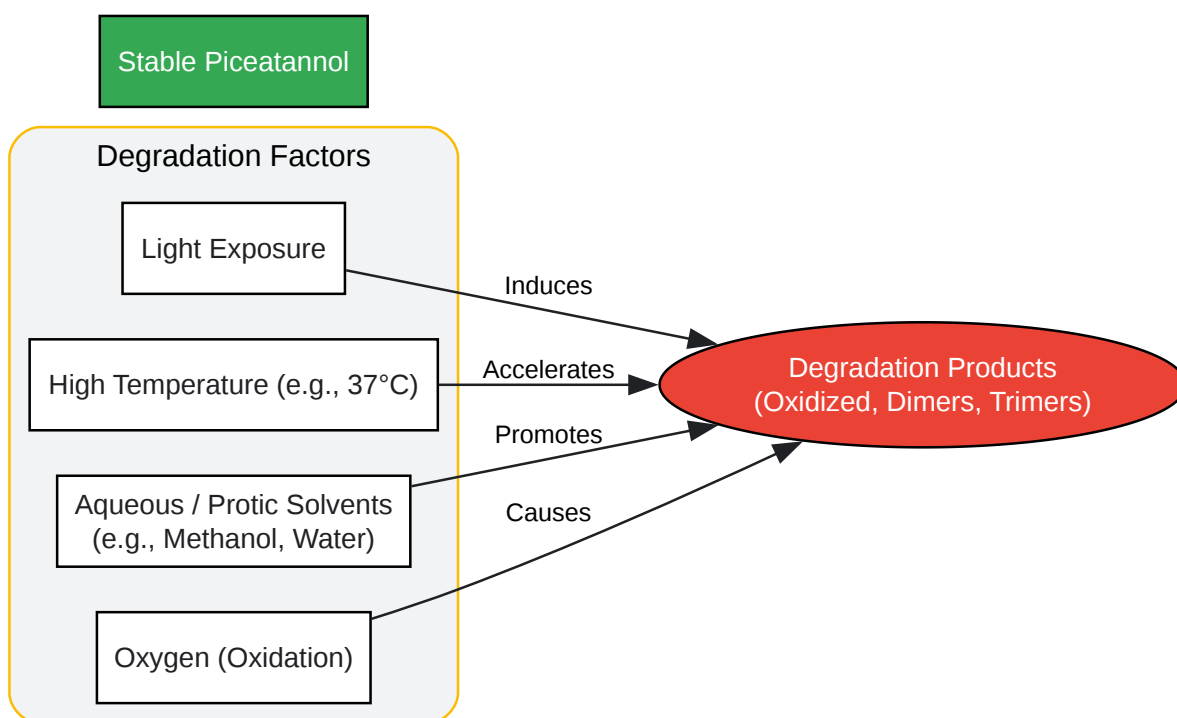 Stable Piceatannol
Degradation Factors
Light Exposure
Induces
High Temperature (e.g., 37°C)
Accelerates
Degradation Products
(Oxidized, Dimers, Trimers)
Promotes
Aqueous / Protic Solvents
(e.g., Methanol, Water)
Causes
Oxygen (Oxidation)